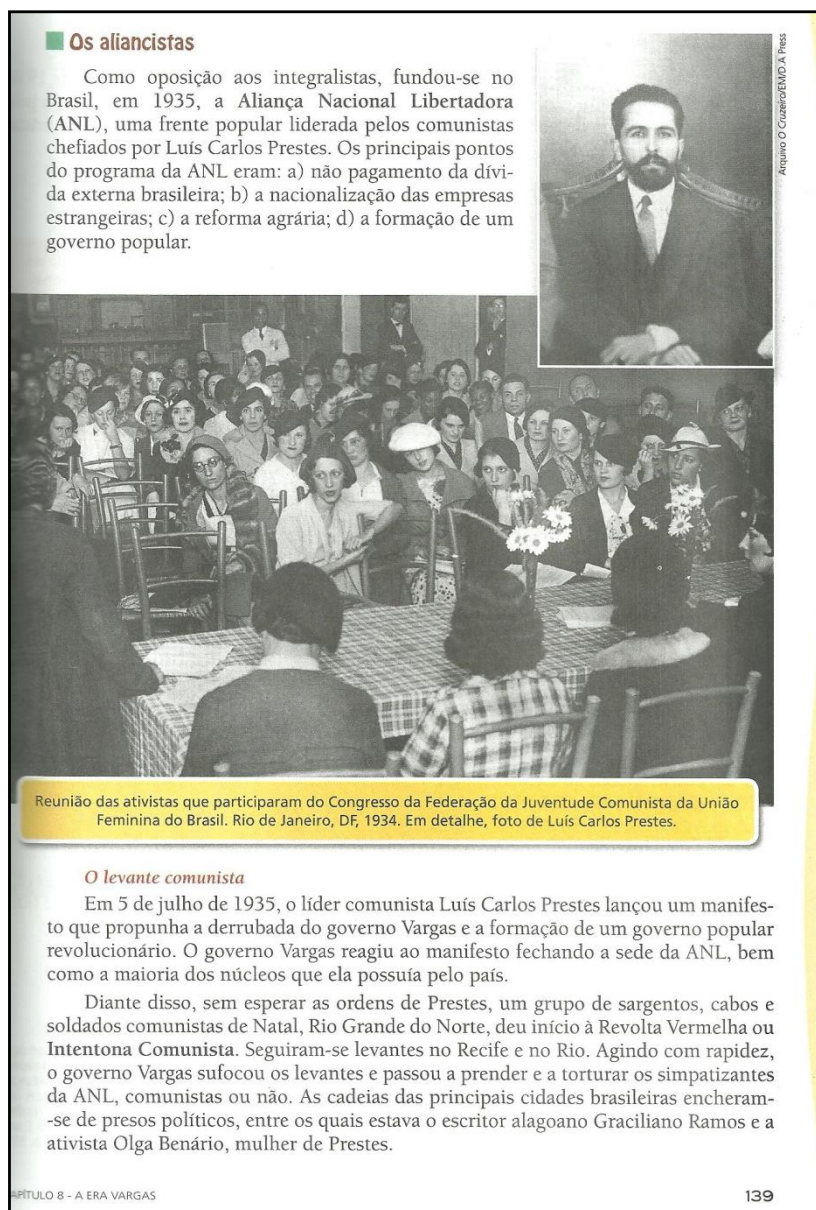 Os aliancistas
Como oposição aos integralistas, fundou-se no
Brasil, em 1935, a Aliança Nacional Libertadora
(ANL), uma frente popular liderada pelos comunistas
chefiados por Luís Carlos Prestes. Os principais pontos
do programa da ANL eram: a) não pagamento da dívi-
da externa brasileira; b) a nacionalização das empresas
estrangeiras; c) a reforma agrária; d) a formação de um
governo popular.
Arquivo O Cruzeiro/EM/D.A Press
Reunião das ativistas que participaram do Congresso da Federação da Juventude Comunista da União
Feminina do Brasil. Rio de Janeiro, DF, 1934. Em detalhe, foto de Luís Carlos Prestes.
O levante comunista
Em 5 de julho de 1935, o líder comunista Luís Carlos Prestes lançou um manifes-
to que propunha a derrubada do governo Vargas e a formação de um governo popular
revolucionário. O governo Vargas reagiu ao manifesto fechando a sede da ANL, bem
como a maioria dos núcleos que ela possuía pelo país.
Diante disso, sem esperar as ordens de Prestes, um grupo de sargentos, cabos e
soldados comunistas de Natal, Rio Grande do Norte, deu início à Revolta Vermelha ou
Intentona Comunista. Seguiram-se levantes no Recife e no Rio. Agindo com rapidez,
o governo Vargas sufocou os levantes e passou a prender e a torturar os simpatizantes
da ANL, comunistas ou não. As cadeias das principais cidades brasileiras encheram-
-se de presos políticos, entre os quais estava o escritor alagoano Graciliano Ramos e a
ativista Olga Benário, mulher de Prestes.
APÍTULO 8 - A ERA VARGAS
139